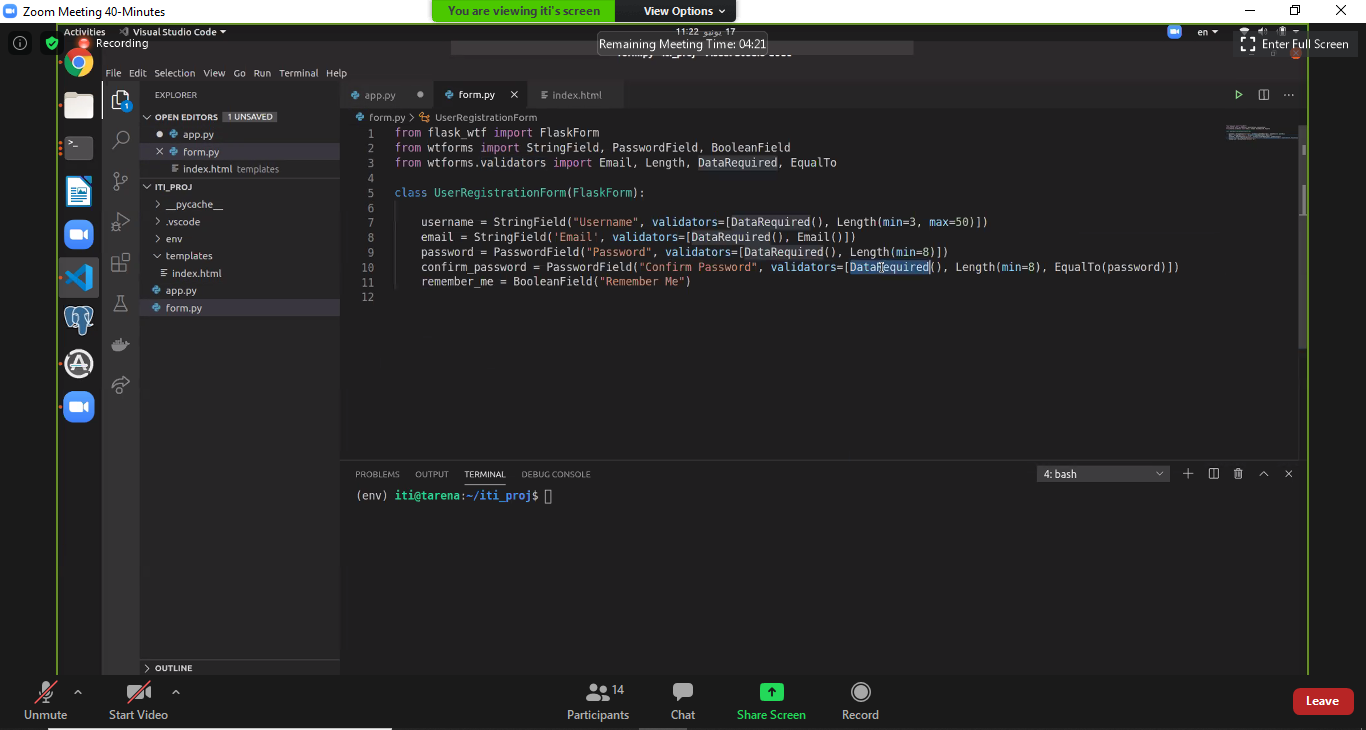 Zoom Meeting 40-Minutes
You are viewing iti's screen
View Options
Activities
Visual Studio Code
17 يونيو 11:22
en
Recording
Remaining Meeting Time: 04:21
Enter Full Screen
File Edit Selection View Go Run Terminal Help
EXPLORER
OPEN EDITORS 1 UNSAVED
app.py
form.py
index.html templates
ITI_PROJ
__pycache__
.vscode
env
templates
index.html
app.py
form.py
OUTLINE
app.py
form.py
index.html
form.py > UserRegistrationForm
1 from flask_wtf import FlaskForm
2 from wtforms import StringField, PasswordField, BooleanField
3 from wtforms.validators import Email, Length, DataRequired, EqualTo
4
5 class UserRegistrationForm(FlaskForm):
6
7 username = StringField("Username", validators=[DataRequired(), Length(min=3, max=50)])
8 email = StringField('Email', validators=[DataRequired(), Email()])
9 password = PasswordField("Password", validators=[DataRequired(), Length(min=8)])
10 confirm_password = PasswordField("Confirm Password", validators=[DataRequired(), Length(min=8), EqualTo(password)])
11 remember_me = BooleanField("Remember Me")
12
PROBLEMS OUTPUT TERMINAL DEBUG CONSOLE
4: bash
(env) iti@tarena:~/iti_proj$
Unmute
Start Video
14
Participants
Chat
Share Screen
Record
Leave